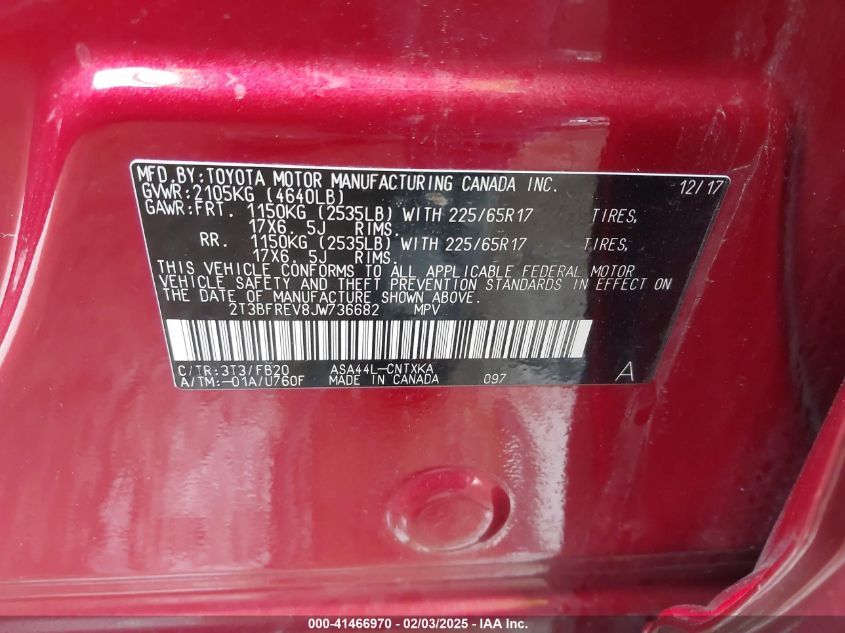 MFD.BY:TOYOTA MOTOR MANUFACTURING CANADA INC. 12/17
GVWR:2105KG (4640LB)
GAWR:FRT. 1150KG (2535LB) WITH 225/65R17 TIRES,
17X6.5J RIMS.
RR. 1150KG (2535LB) WITH 225/65R17 TIRES,
17X6.5J RIMS.
THIS VEHICLE CONFORMS TO ALL APPLICABLE FEDERAL MOTOR
VEHICLE SAFETY AND THEFT PREVENTION STANDARDS IN EFFECT ON
THE DATE OF MANUFACTURE SHOWN ABOVE.
2T3BFREV8JW736682 MPV
C/TR:3T3/FB20 ASA44L-CNTXKA
A/TM:-01A/U760F MADE IN CANADA 097 A
000-41466970 / 02/03/2025 - IAA Inc.